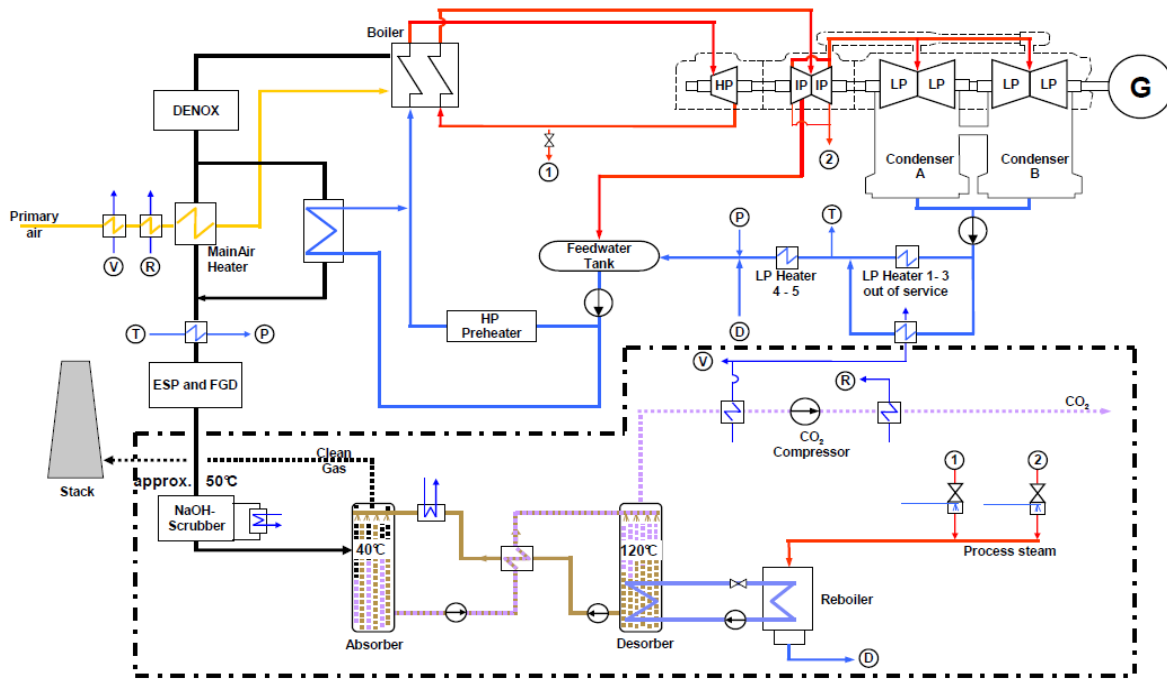 Boiler
DENOX
HP
IP
IP
LP
LP
LP
LP
G
1
2
Condenser
A
Condenser
B
Primary
air
V
R
MainAir
Heater
P
T
Feedwater
Tank
LP Heater
4 - 5
LP Heater 1- 3
out of service
D
HP
Preheater
T
P
ESP and FGD
V
R
CO2
CO2
Compressor
Clean
Gas
Stack
approx. 50℃
NaOH-
Scrubber
40℃
120℃
1
2
Process steam
Reboiler
Absorber
Desorber
D